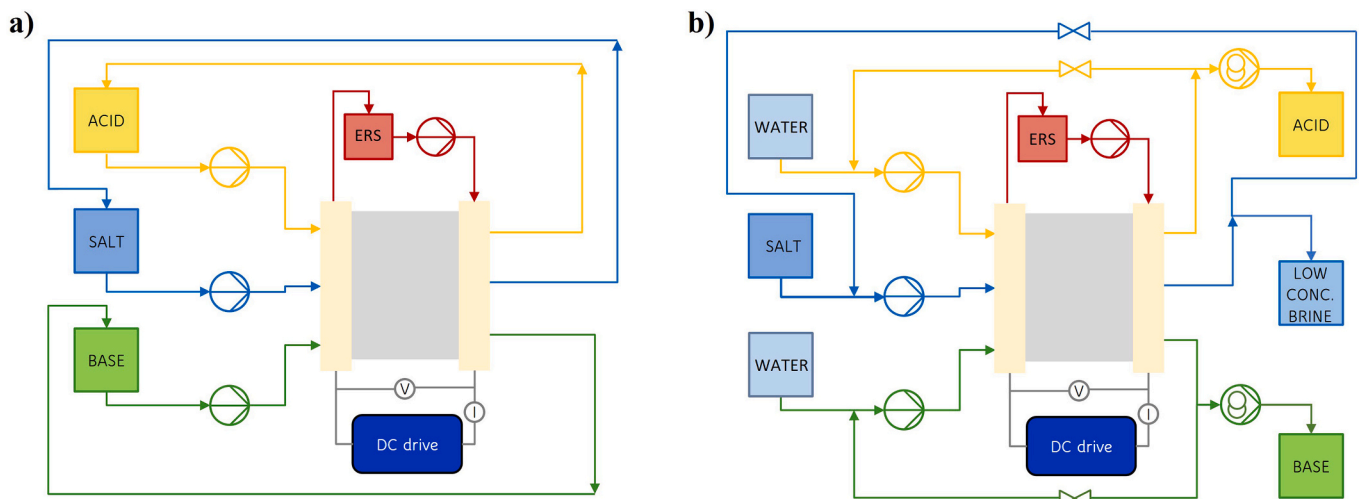 a)
ACID
ERS
SALT
BASE
V
I
DC drive
b)
WATER
ERS
ACID
SALT
LOW
CONC.
BRINE
WATER
V
I
DC drive
BASE